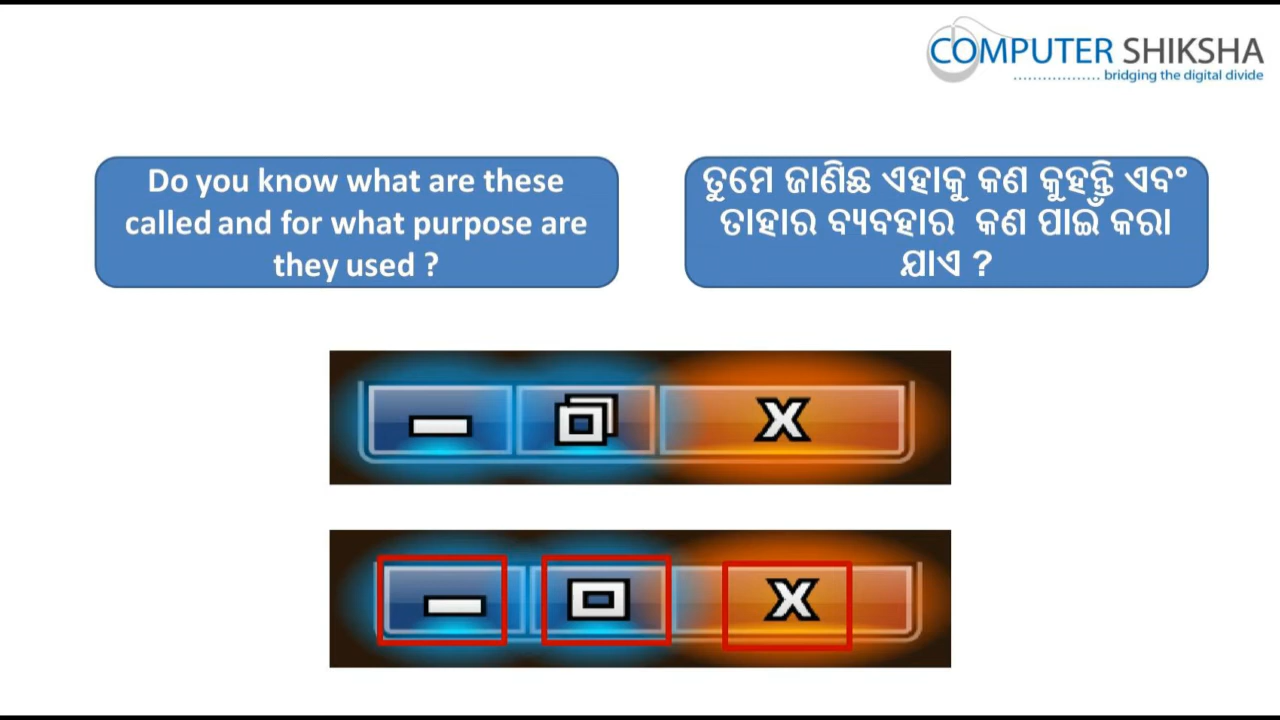 COMPUTER SHIKSHA
.................. bridging the digital divide
Do you know what are these
called and for what purpose are
they used ?
ତୁମେ ଜାଣିଛ ଏହାକୁ କଣ କୁହନ୍ତି ଏବଂ
ତାହାର ବ୍ୟବହାର କଣ ପାଇଁ କରା
ଯାଏ ?